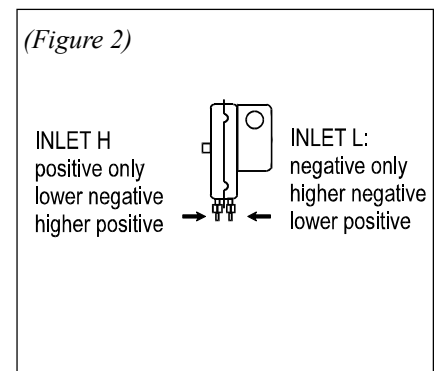 (Figure 2)
INLET H
positive only
lower negative
higher positive
INLET L:
negative only
higher negative
lower positive